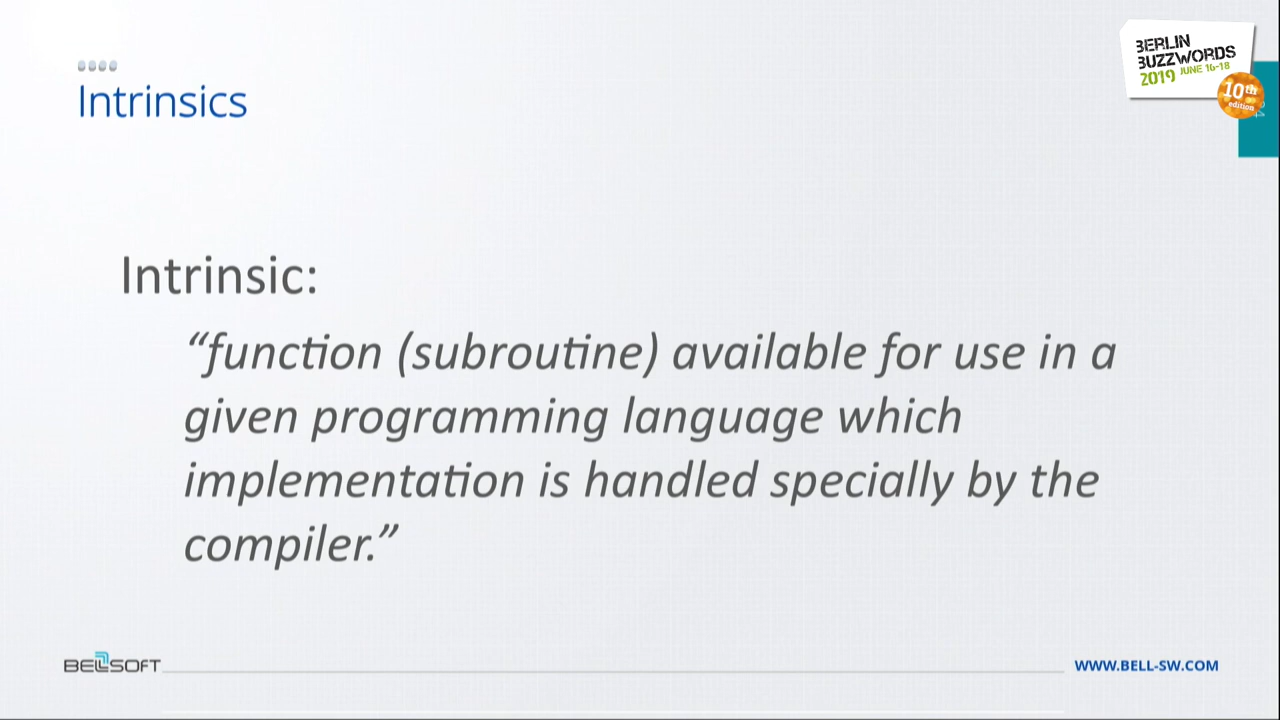 Intrinsics
BERLIN
BUZZWORDS
2019 JUNE 16-18
10th
edition
Intrinsic:
“function (subroutine) available for use in a
given programming language which
implementation is handled specially by the
compiler.”
BELLSOFT
WWW.BELL-SW.COM